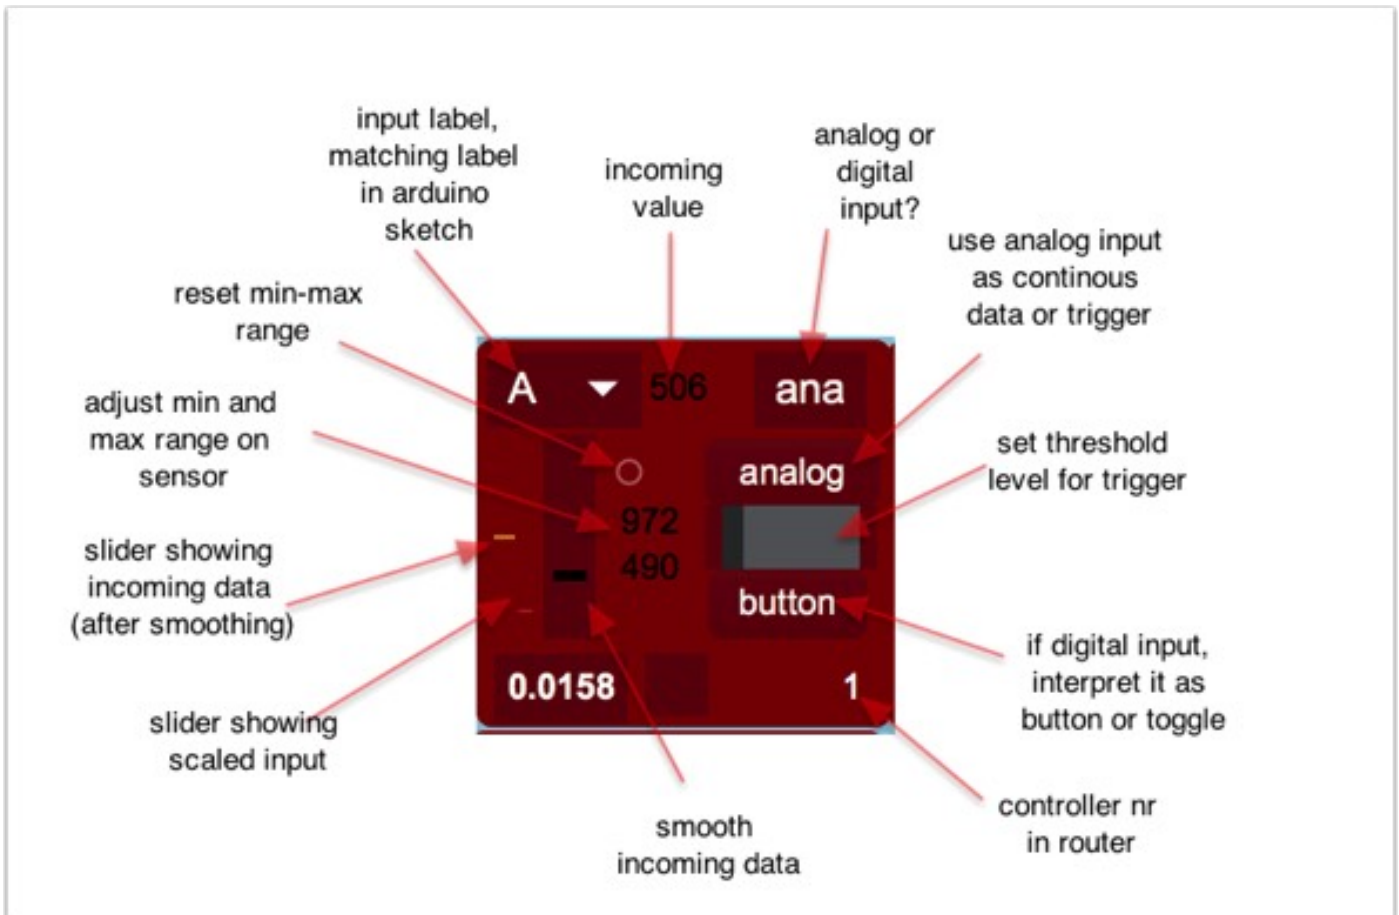 input label,
matching label
in arduino
sketch
incoming
value
analog or
digital
input?
use analog input
as continous
data or trigger
reset min-max
range
adjust min and
max range on
sensor
set threshold
level for trigger
slider showing
incoming data
(after smoothing)
slider showing
scaled input
smooth
incoming data
if digital input,
interpret it as
button or toggle
controller nr
in router
A
506
ana
analog
972
490
button
0.0158
1